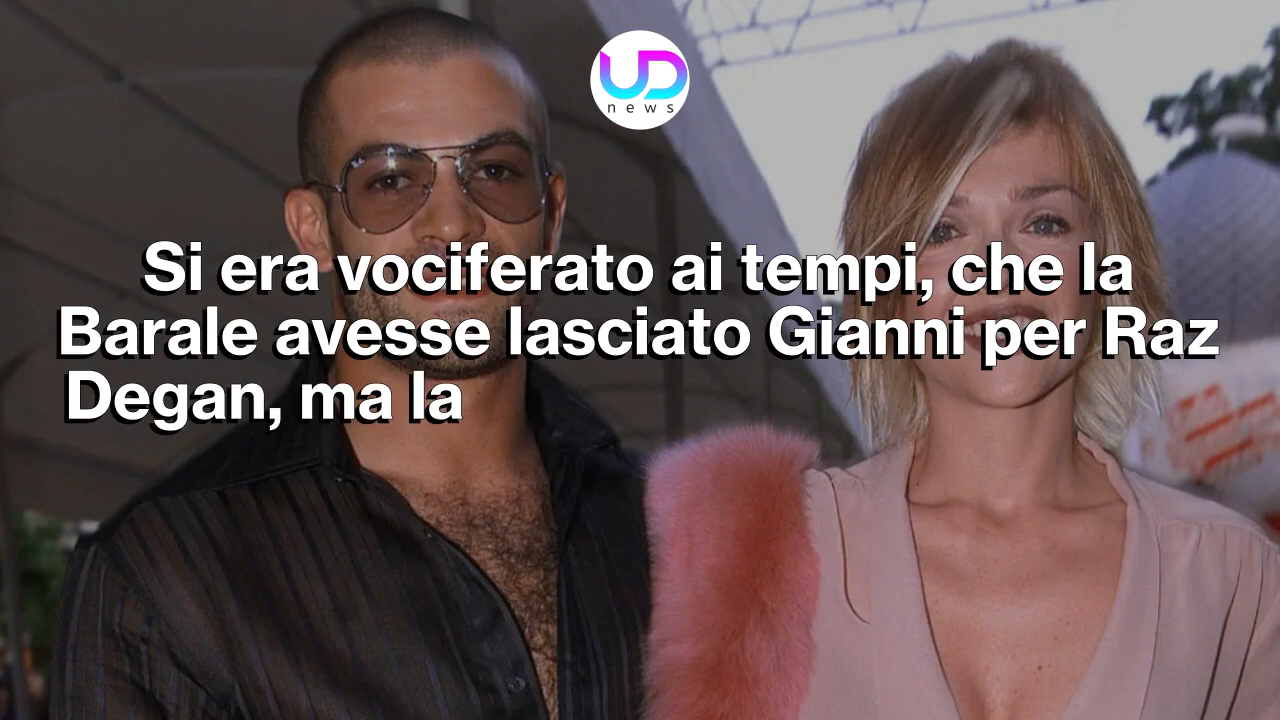 UD
news
Si era vociferato ai tempi, che la
Barale avesse lasciato Gianni per Raz
Degan, ma la